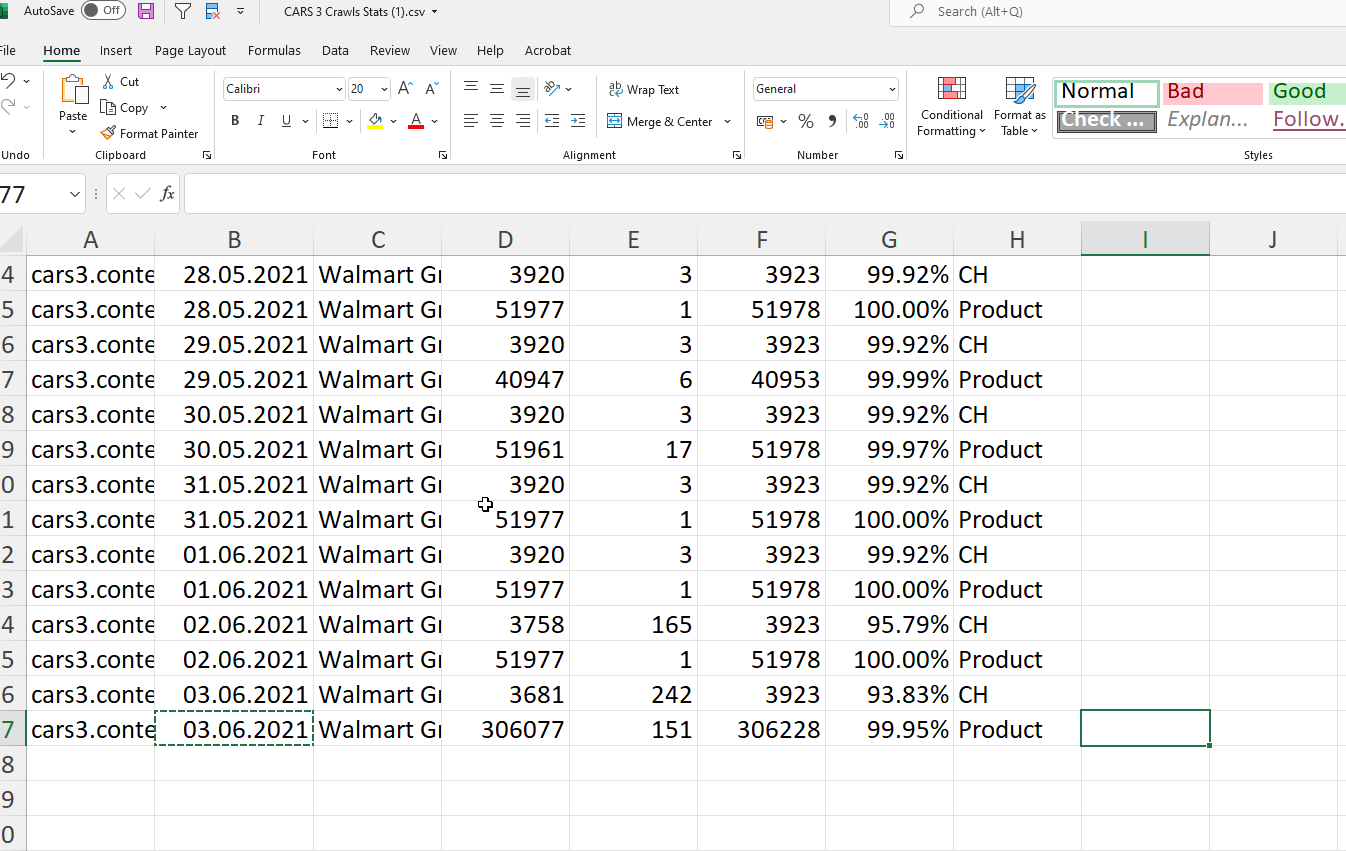 AutoSave Off CARS 3 Crawls Stats (1).csv Search (Alt+Q)
File Home Insert Page Layout Formulas Data Review View Help Acrobat
Paste
Cut
Copy
Format Painter
Undo
Clipboard
Calibri 20
B I U
Font
Wrap Text
Merge & Center
Alignment
General
Number
Conditional Formatting
Format as Table
Normal Bad Good
Check ... Explan... Follow.
Styles
77 fx
A B C D E F G H I J
4 cars3.conte 28.05.2021 Walmart Gr 3920 3 3923 99.92% CH
5 cars3.conte 28.05.2021 Walmart Gr 51977 1 51978 100.00% Product
6 cars3.conte 29.05.2021 Walmart Gr 3920 3 3923 99.92% CH
7 cars3.conte 29.05.2021 Walmart Gr 40947 6 40953 99.99% Product
8 cars3.conte 30.05.2021 Walmart Gr 3920 3 3923 99.92% CH
9 cars3.conte 30.05.2021 Walmart Gr 51961 17 51978 99.97% Product
0 cars3.conte 31.05.2021 Walmart Gr 3920 3 3923 99.92% CH
1 cars3.conte 31.05.2021 Walmart Gr 51977 1 51978 100.00% Product
2 cars3.conte 01.06.2021 Walmart Gr 3920 3 3923 99.92% CH
3 cars3.conte 01.06.2021 Walmart Gr 51977 1 51978 100.00% Product
4 cars3.conte 02.06.2021 Walmart Gr 3758 165 3923 95.79% CH
5 cars3.conte 02.06.2021 Walmart Gr 51977 1 51978 100.00% Product
6 cars3.conte 03.06.2021 Walmart Gr 3681 242 3923 93.83% CH
7 cars3.conte 03.06.2021 Walmart Gr 306077 151 306228 99.95% Product
8
9
0